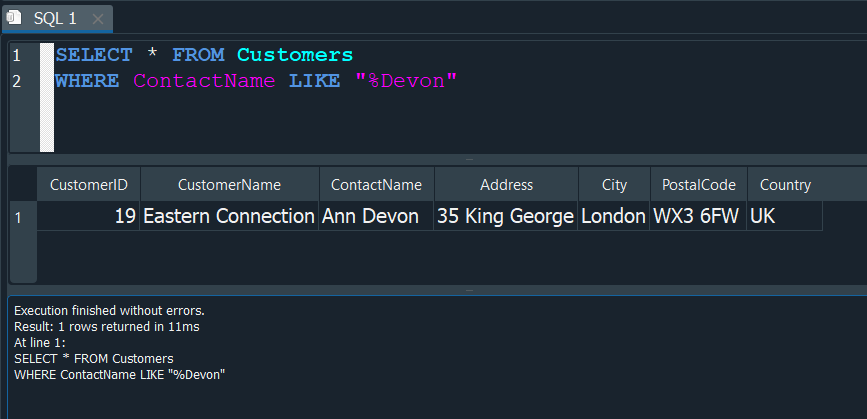 SQL 1
1 SELECT * FROM Customers
2 WHERE ContactName LIKE "%Devon"
CustomerID CustomerName ContactName Address City PostalCode Country
1 19 Eastern Connection Ann Devon 35 King George London WX3 6FW UK
Execution finished without errors.
Result: 1 rows returned in 11ms
At line 1:
SELECT * FROM Customers
WHERE ContactName LIKE "%Devon"